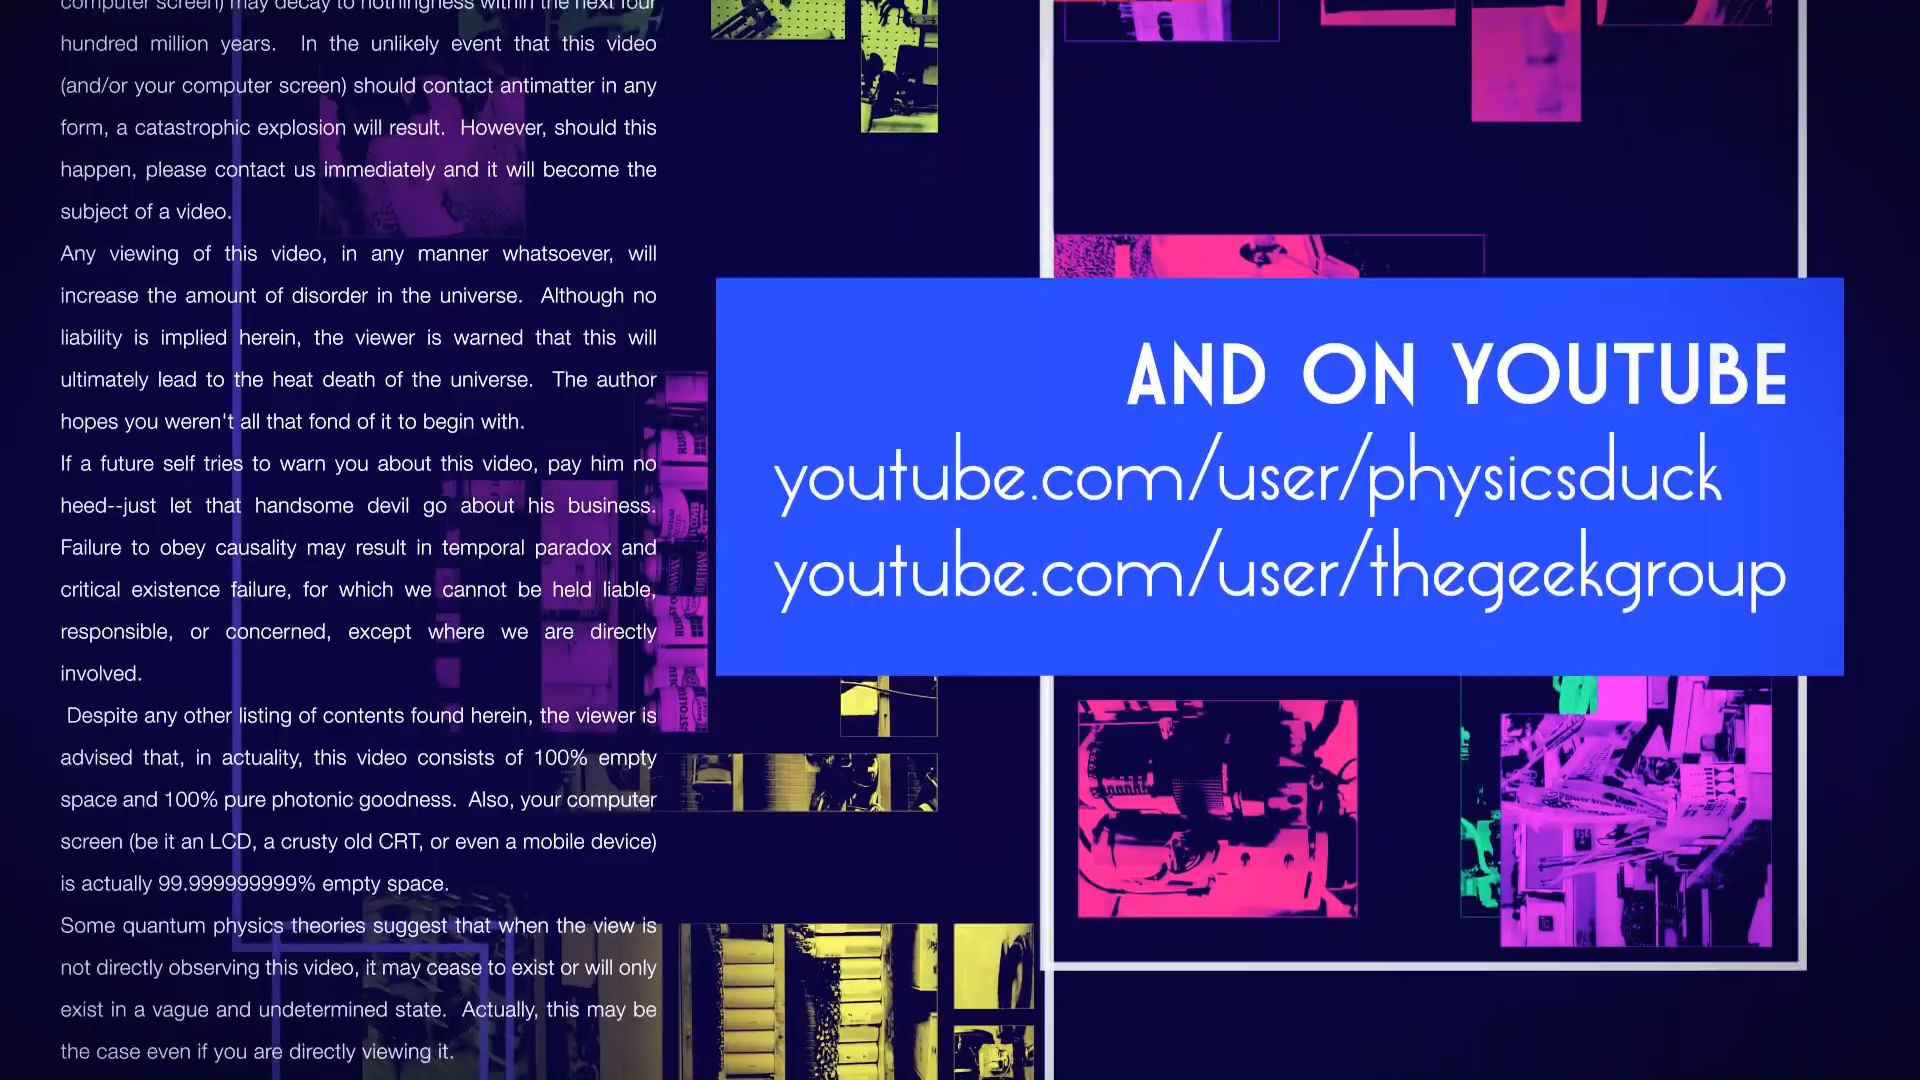 computer screen) may decay to nothingness within the next four
hundred million years. In the unlikely event that this video
(and/or your computer screen) should contact antimatter in any
form, a catastrophic explosion will result. However, should this
happen, please contact us immediately and it will become the
subject of a video.
Any viewing of this video, in any manner whatsoever, will
increase the amount of disorder in the universe. Although no
liability is implied herein, the viewer is warned that this will
ultimately lead to the heat death of the universe. The author
hopes you weren't all that fond of it to begin with.
If a future self tries to warn you about this video, pay him no
heed--just let that handsome devil go about his business.
Failure to obey causality may result in temporal paradox and
critical existence failure, for which we cannot be held liable,
responsible, or concerned, except where we are directly
involved.
Despite any other listing of contents found herein, the viewer is
advised that, in actuality, this video consists of 100% empty
space and 100% pure photonic goodness. Also, your computer
screen (be it an LCD, a crusty old CRT, or even a mobile device)
is actually 99.999999999% empty space.
Some quantum physics theories suggest that when the view is
not directly observing this video, it may cease to exist or will only
exist in a vague and undetermined state. Actually, this may be
the case even if you are directly viewing it.
AND ON YOUTUBE
youtube.com/user/physicsduck
youtube.com/user/thegeekgroup